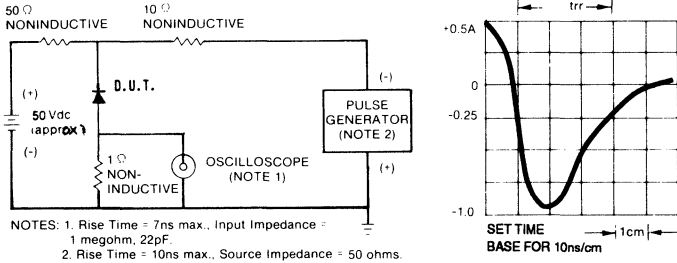 50 Ω
NONINDUCTIVE
10 Ω
NONINDUCTIVE
(+)
50 Vdc
(approx)
(-)
D.U.T.
1 Ω
NON-
INDUCTIVE
OSCILLOSCOPE
(NOTE 1)
(-)
PULSE
GENERATOR
(NOTE 2)
(+)
NOTES: 1. Rise Time = 7ns max., Input Impedance =
1 megohm, 22pF.
2. Rise Time = 10ns max., Source Impedance = 50 ohms.
trr
+0.5A
0
-0.25
-1.0
SET TIME
BASE FOR 10ns/cm
1cm